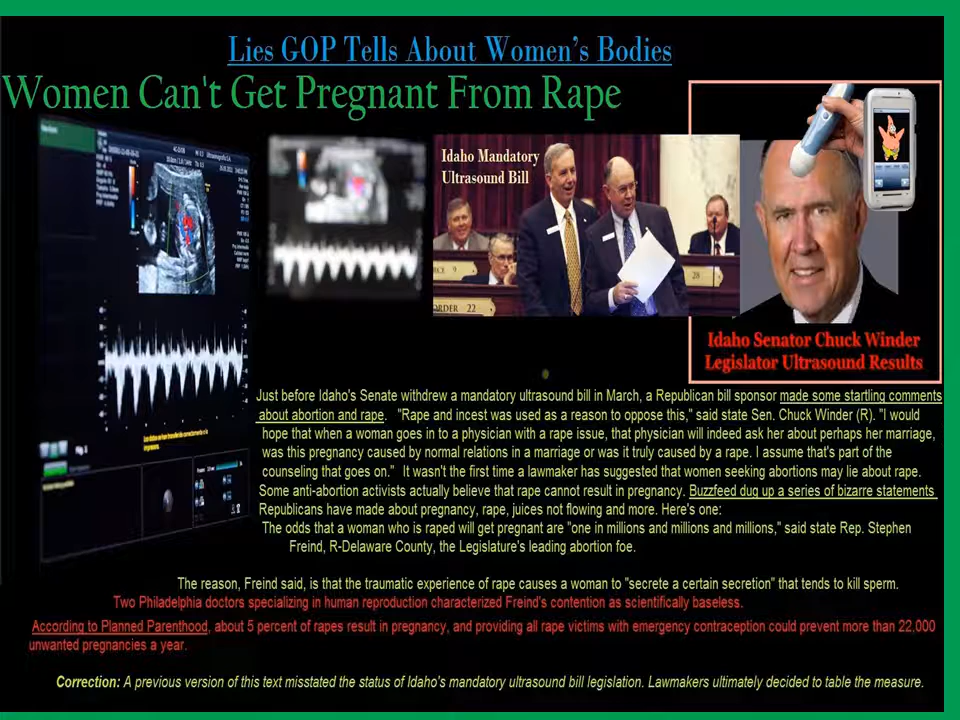 Lies GOP Tells About Women's Bodies
Women Can't Get Pregnant From Rape
Idaho Mandatory
Ultrasound Bill
ORDER 22
28
Idaho Senator Chuck Winder
Legislator Ultrasound Results
Just before Idaho's Senate withdrew a mandatory ultrasound bill in March, a Republican bill sponsor made some startling comments
about abortion and rape. "Rape and incest was used as a reason to oppose this," said state Sen. Chuck Winder (R). "I would
hope that when a woman goes in to a physician with a rape issue, that physician will indeed ask her about perhaps her marriage,
was this pregnancy caused by normal relations in a marriage or was it truly caused by a rape. I assume that's part of the
counseling that goes on." It wasn't the first time a lawmaker has suggested that women seeking abortions may lie about rape.
Some anti-abortion activists actually believe that rape cannot result in pregnancy. Buzzfeed dug up a series of bizarre statements
Republicans have made about pregnancy, rape, juices not flowing and more. Here's one:
The odds that a woman who is raped will get pregnant are "one in millions and millions and millions," said state Rep. Stephen
Freind, R-Delaware County, the Legislature's leading abortion foe.
The reason, Freind said, is that the traumatic experience of rape causes a woman to "secrete a certain secretion" that tends to kill sperm.
Two Philadelphia doctors specializing in human reproduction characterized Freind's contention as scientifically baseless.
According to Planned Parenthood, about 5 percent of rapes result in pregnancy, and providing all rape victims with emergency contraception could prevent more than 22,000
unwanted pregnancies a year.
Correction: A previous version of this text misstated the status of Idaho's mandatory ultrasound bill legislation. Lawmakers ultimately decided to table the measure.